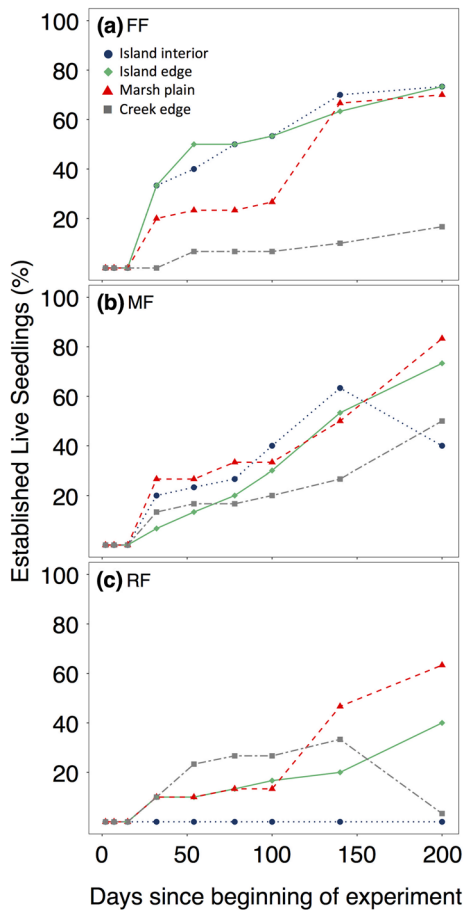 (a) FF
Island interior
Island edge
Marsh plain
Creek edge
100
80
60
40
20
(b) MF
100
80
60
40
20
(c) RF
100
80
60
40
20
Established Live Seedlings (%)
0 50 100 150 200
Days since beginning of experiment